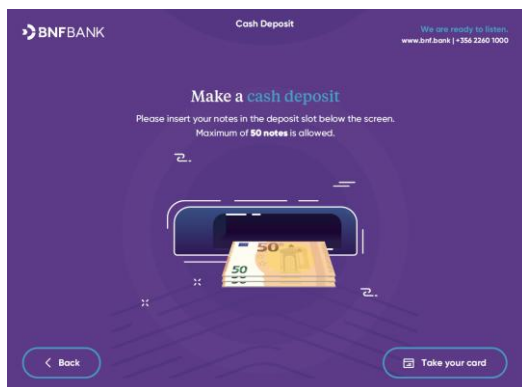 BNFBANK
Cash Deposit
We are ready to listen.
www.bnf.bank | +356 2260 1000
Make a cash deposit
Please insert your notes in the deposit slot below the screen.
Maximum of 50 notes is allowed.
50
50
Back
Take your card